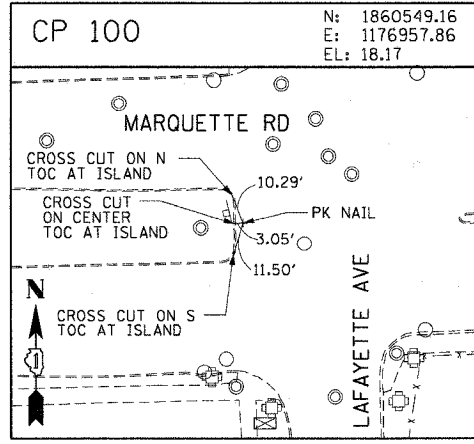 CP 100
N: 1860549.16
E: 1176957.86
EL: 18.17
MARQUETTE RD
CROSS CUT ON N
TOC AT ISLAND
10.29'
CROSS CUT
ON CENTER
TOC AT ISLAND
PK NAIL
3.05'
11.50'
CROSS CUT ON S
TOC AT ISLAND
N
LAFAYETTE AVE